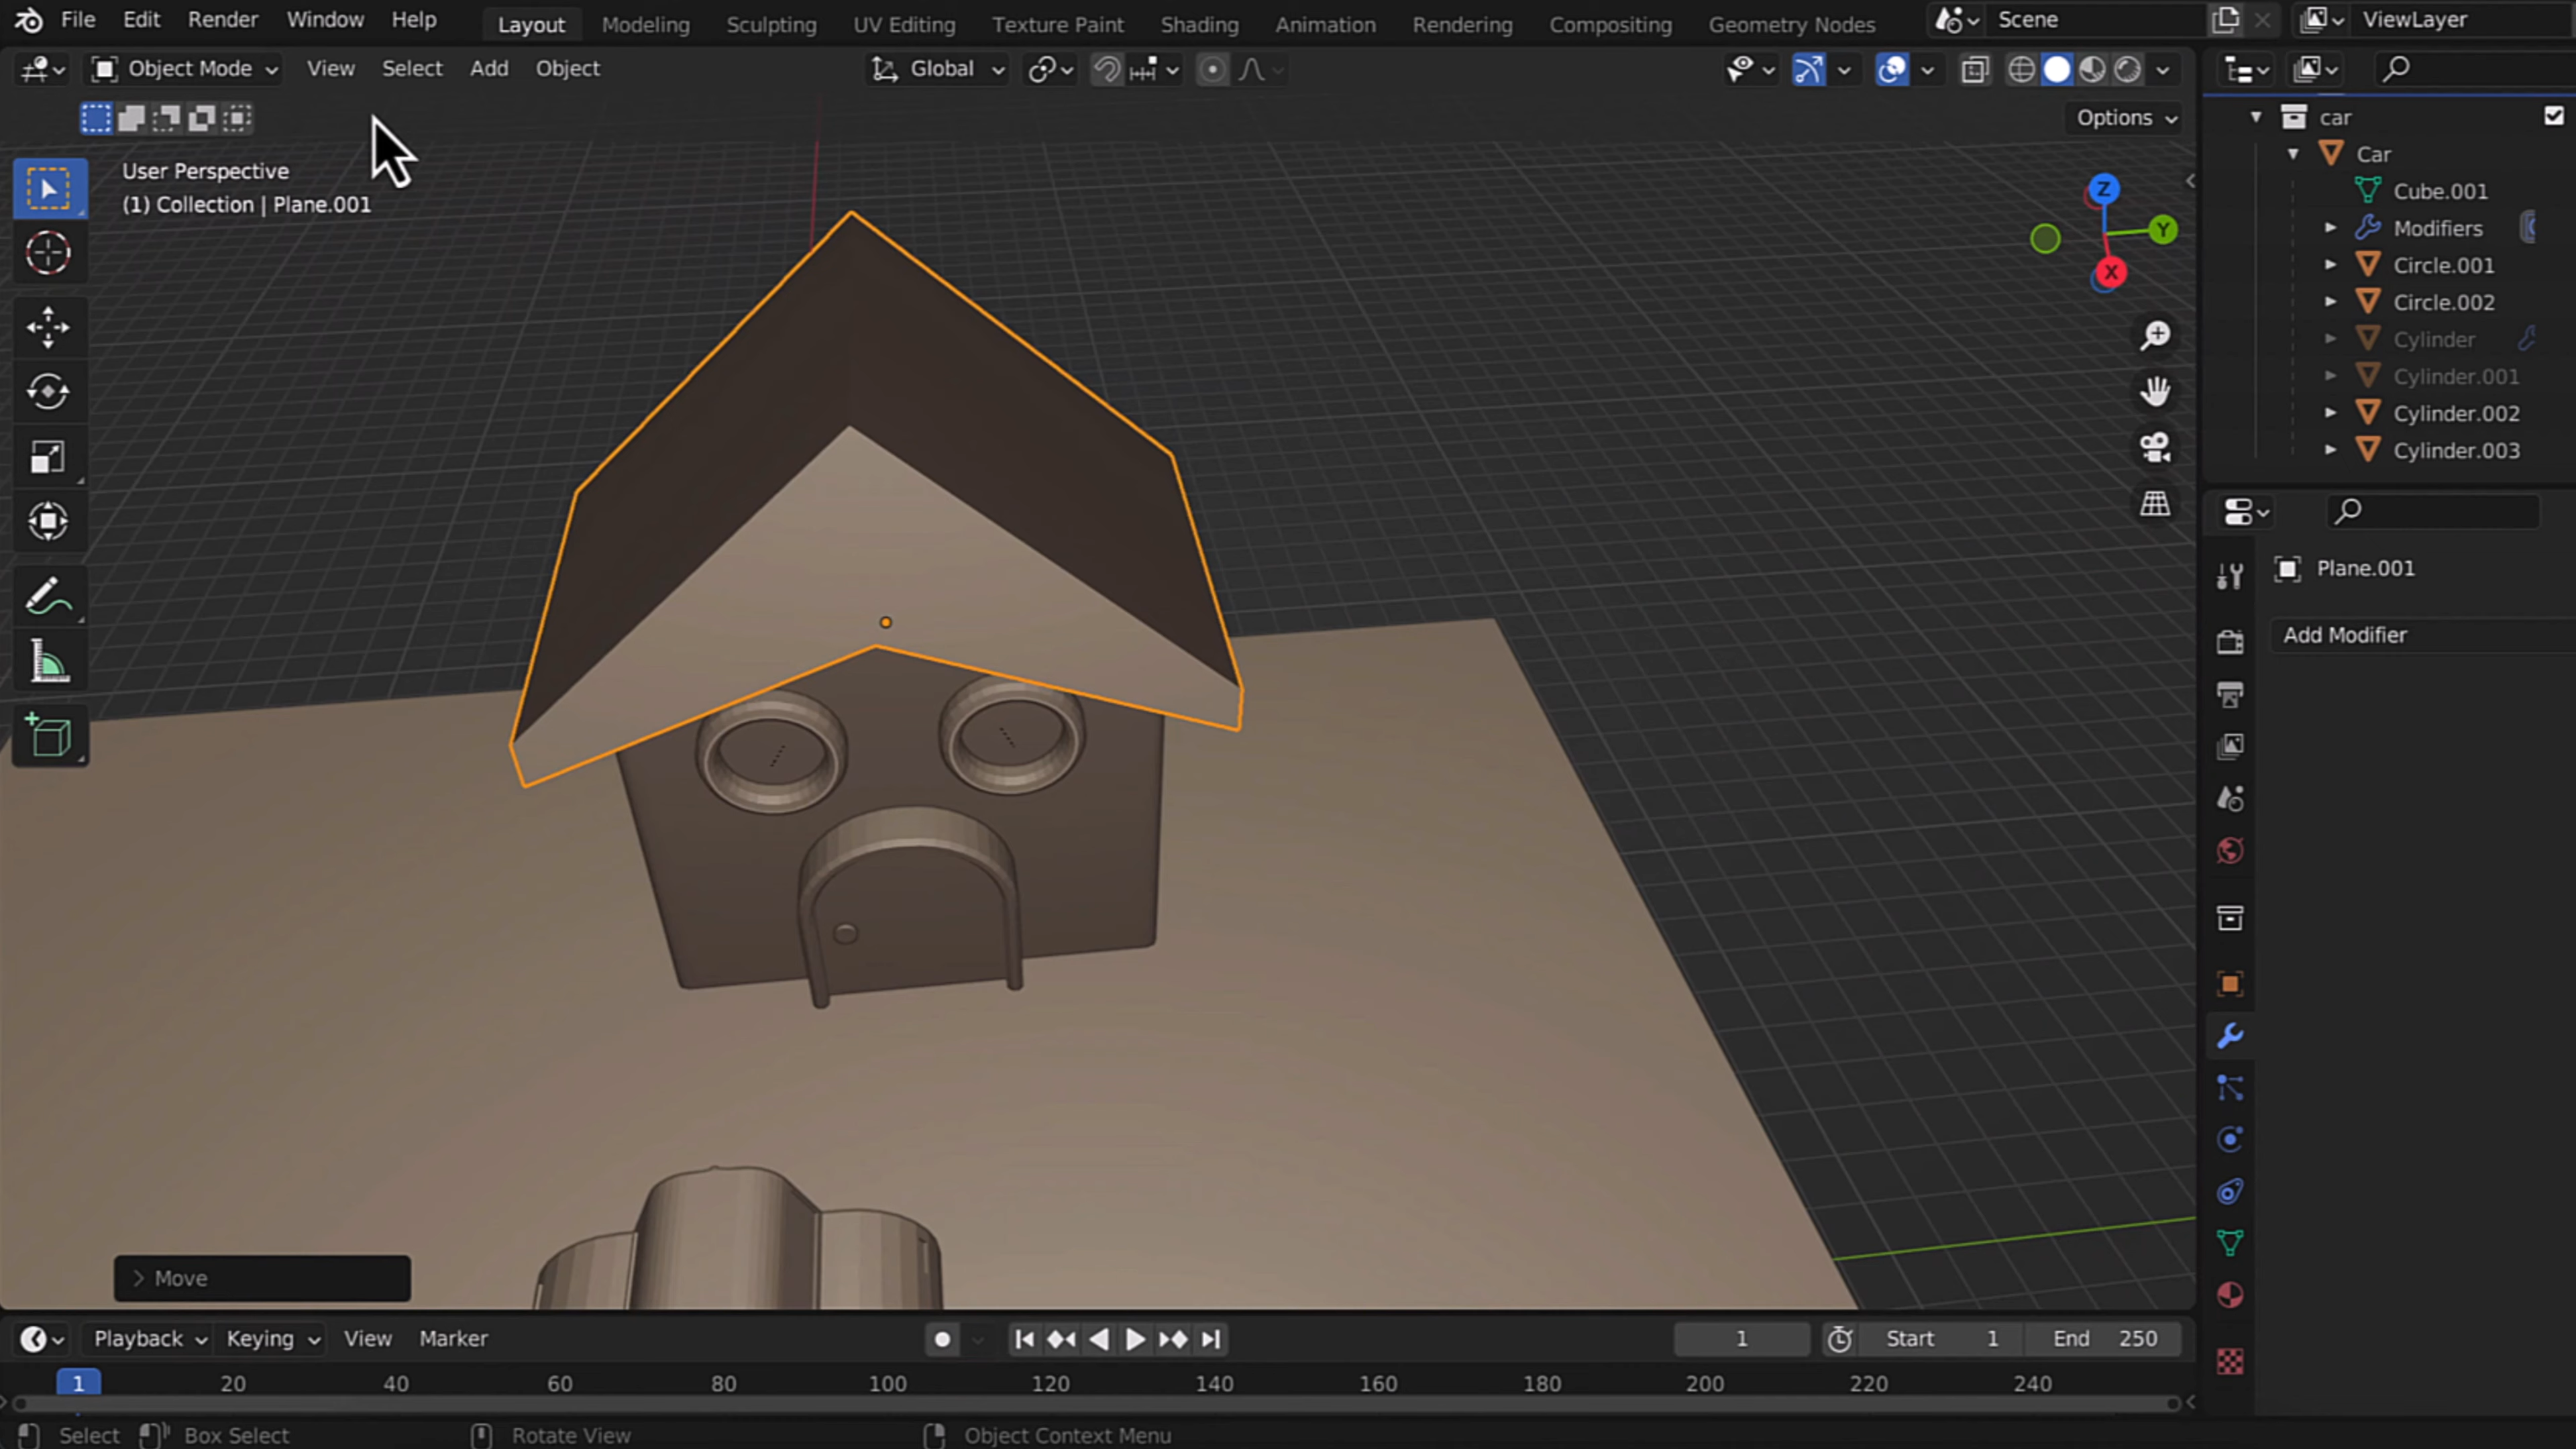 File Edit Render Window Help Layout Modeling Sculpting UV Editing Texture Paint Shading Animation Rendering Compositing Geometry Nodes Scene ViewLayer
Object Mode View Select Add Object Global
Options
User Perspective
(1) Collection | Plane.001
Z
Y
X
car
Car
Cube.001
Modifiers
Circle.001
Circle.002
Cylinder
Cylinder.001
Cylinder.002
Cylinder.003
Plane.001
Add Modifier
Move
Playback Keying View Marker 1 Start 1 End 250
1 20 40 60 80 100 120 140 160 180 200 220 240
Select Box Select Rotate View Object Context Menu